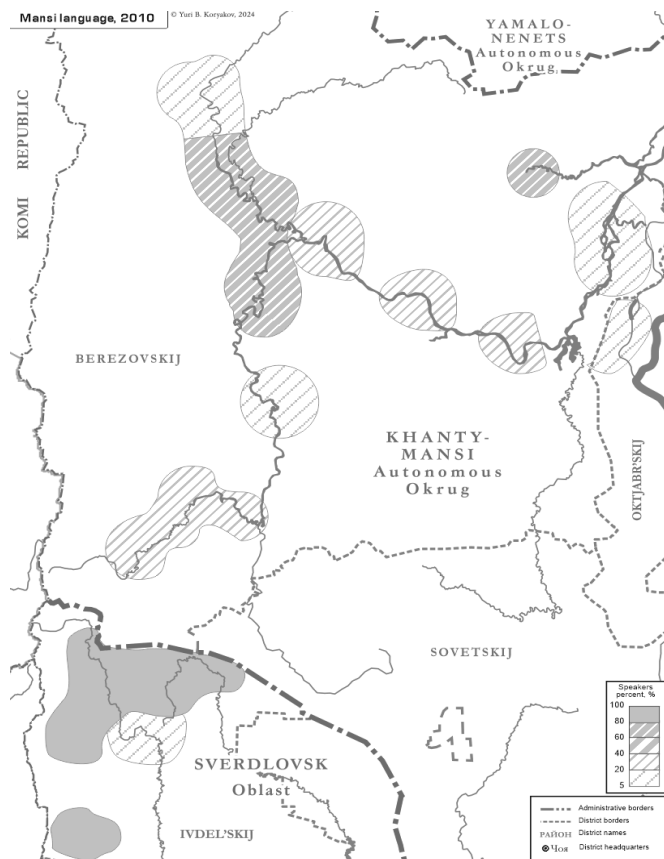 Mansi language, 2010
© Yuri B. Koryakov, 2024
YAMALO-
NENETS
Autonomous
Okrug
KOMI REPUBLIC
BEREZOVSKIJ
KHANTY-
MANSI
Autonomous
Okrug
OKTJABR'SKIJ
SOVETSKIJ
SVERDLOVSK
Oblast
IVDEL'SKIJ
Speakers
percent, %
100
80
60
40
20
5
Administrative borders
District borders
РАЙОН District names
Чоя District headquarters